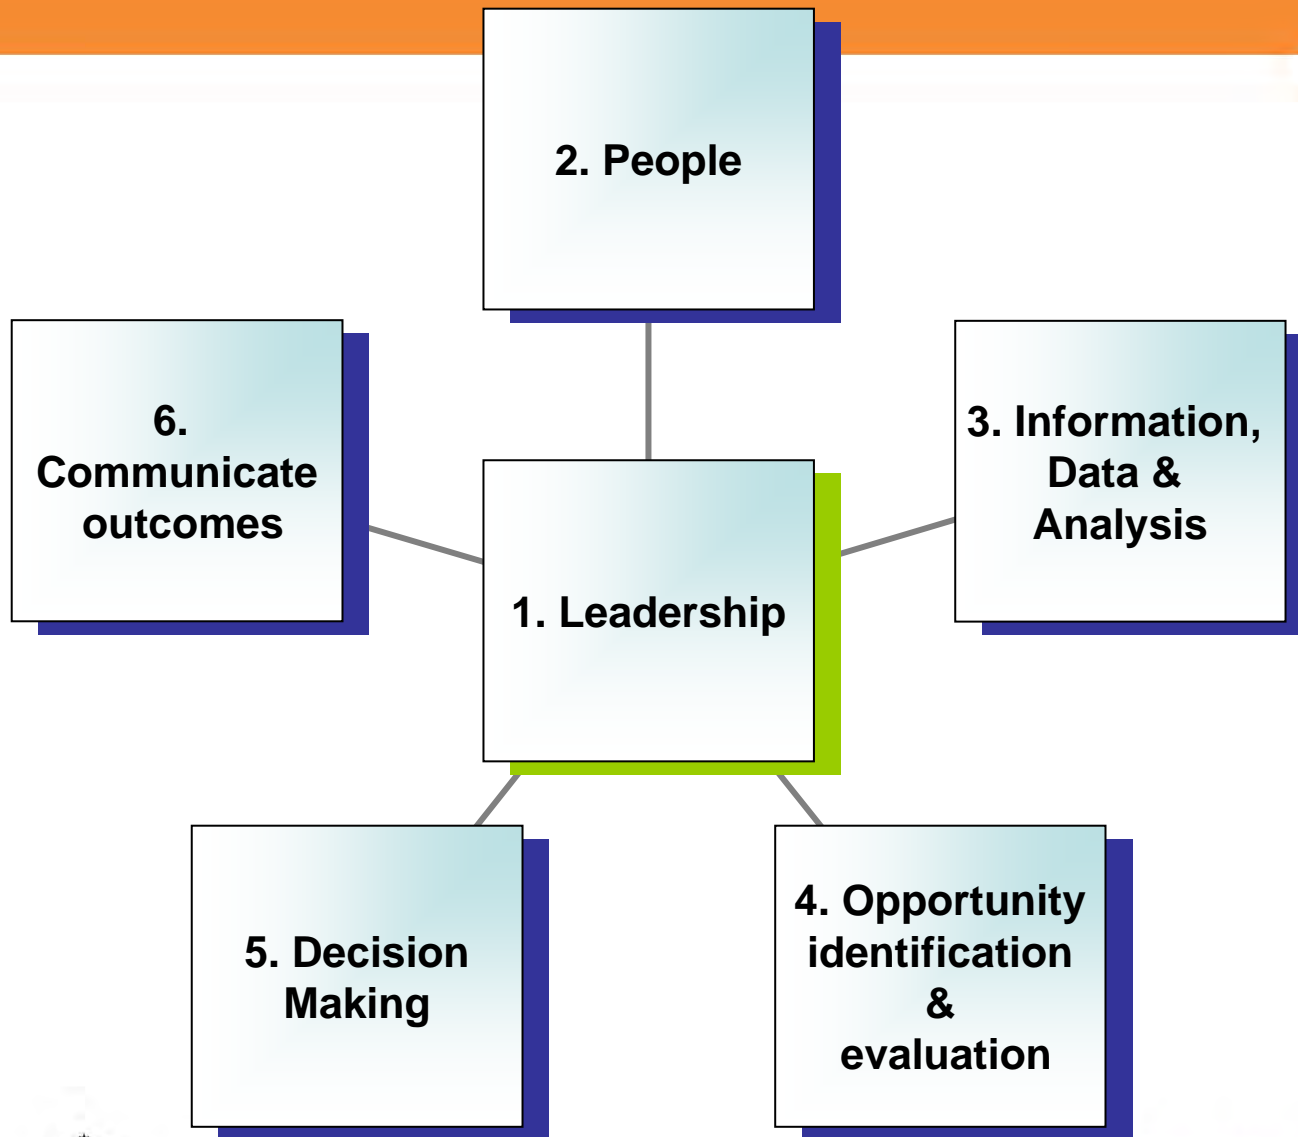 2. People
6.
Communicate
outcomes
3. Information,
Data &
Analysis
1. Leadership
5. Decision
Making
4. Opportunity
identification
&
evaluation